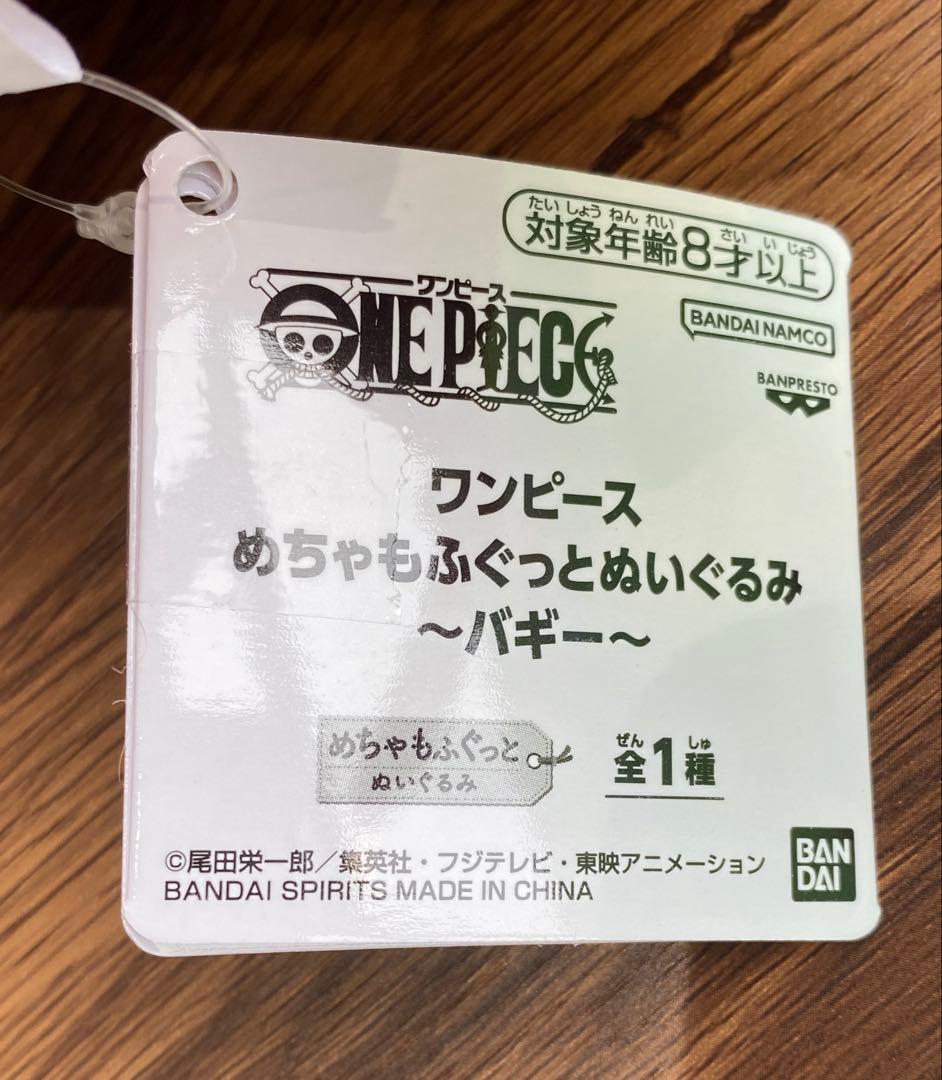 たいしょうねんれい さいいじょう
対象年齢8才以上
ワンピース
ONE PIECE
BANDAI NAMCO
BANPRESTO
ワンピース
めちゃもふぐっとぬいぐるみ
～バギー～
めちゃもふぐっと
ぬいぐるみ
ぜん しゅ
全1種
©尾田栄一郎／集英社・フジテレビ・東映アニメーション
BANDAI SPIRITS MADE IN CHINA
BAN
DAI